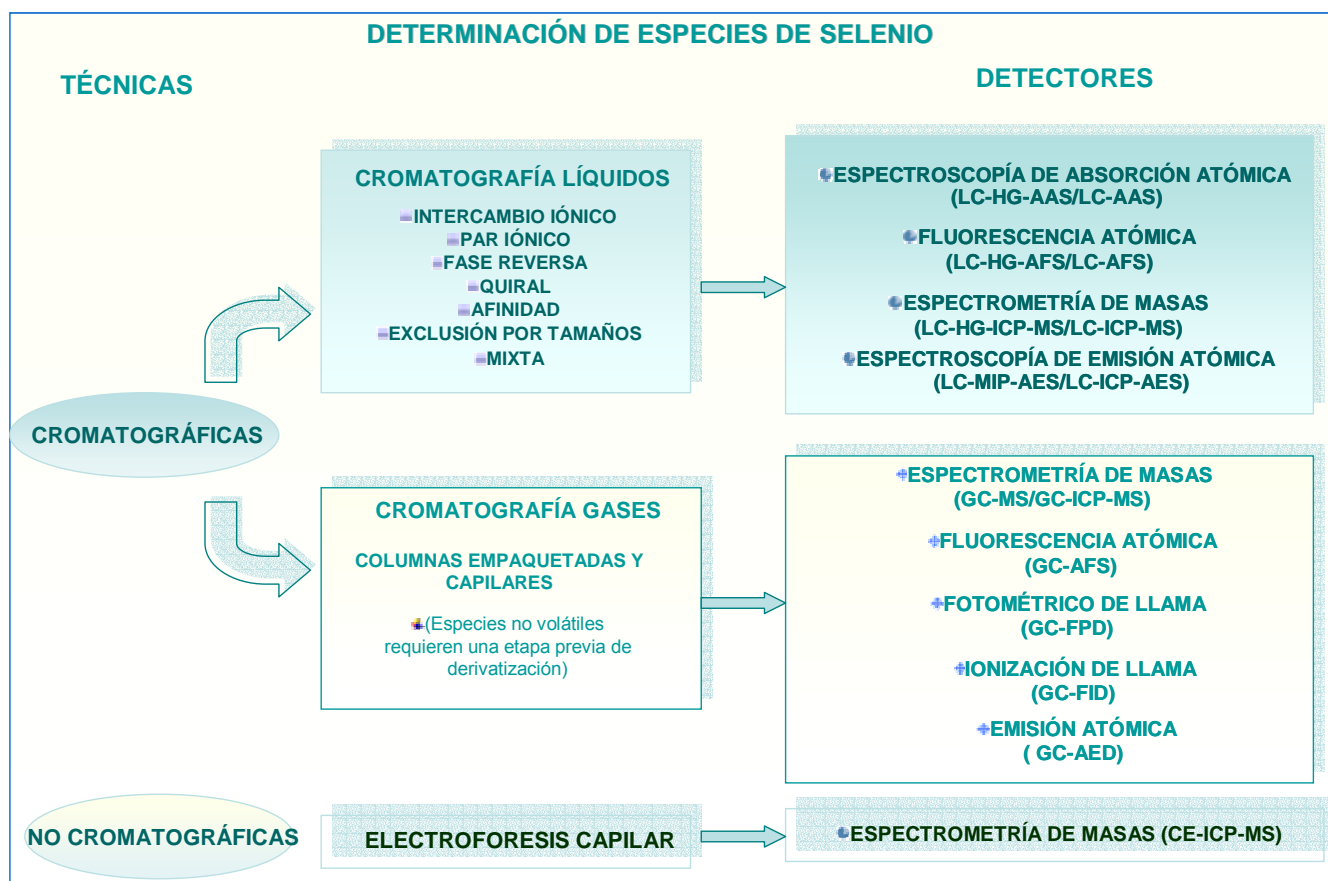 DETERMINACIÓN DE ESPECIES DE SELENIO
TÉCNICAS
DETECTORES
CROMATOGRÁFICAS
CROMATOGRAFÍA LÍQUIDOS
INTERCAMBIO IÓNICO
PAR IÓNICO
FASE REVERSA
QUIRAL
AFINIDAD
EXCLUSIÓN POR TAMAÑOS
MIXTA
ESPECTROSCOPÍA DE ABSORCIÓN ATÓMICA
(LC-HG-AAS/LC-AAS)
FLUORESCENCIA ATÓMICA
(LC-HG-AFS/LC-AFS)
ESPECTROMETRÍA DE MASAS
(LC-HG-ICP-MS/LC-ICP-MS)
ESPECTROSCOPÍA DE EMISIÓN ATÓMICA
(LC-MIP-AES/LC-ICP-AES)
CROMATOGRAFÍA GASES
COLUMNAS EMPAQUETADAS Y
CAPILARES
(Especies no volátiles
requieren una etapa previa de
derivatización)
ESPECTROMETRÍA DE MASAS
(GC-MS/GC-ICP-MS)
FLUORESCENCIA ATÓMICA
(GC-AFS)
FOTOMÉTRICO DE LLAMA
(GC-FPD)
IONIZACIÓN DE LLAMA
(GC-FID)
EMISIÓN ATÓMICA
( GC-AED)
NO CROMATOGRÁFICAS
ELECTROFORESIS CAPILAR
ESPECTROMETRÍA DE MASAS (CE-ICP-MS)